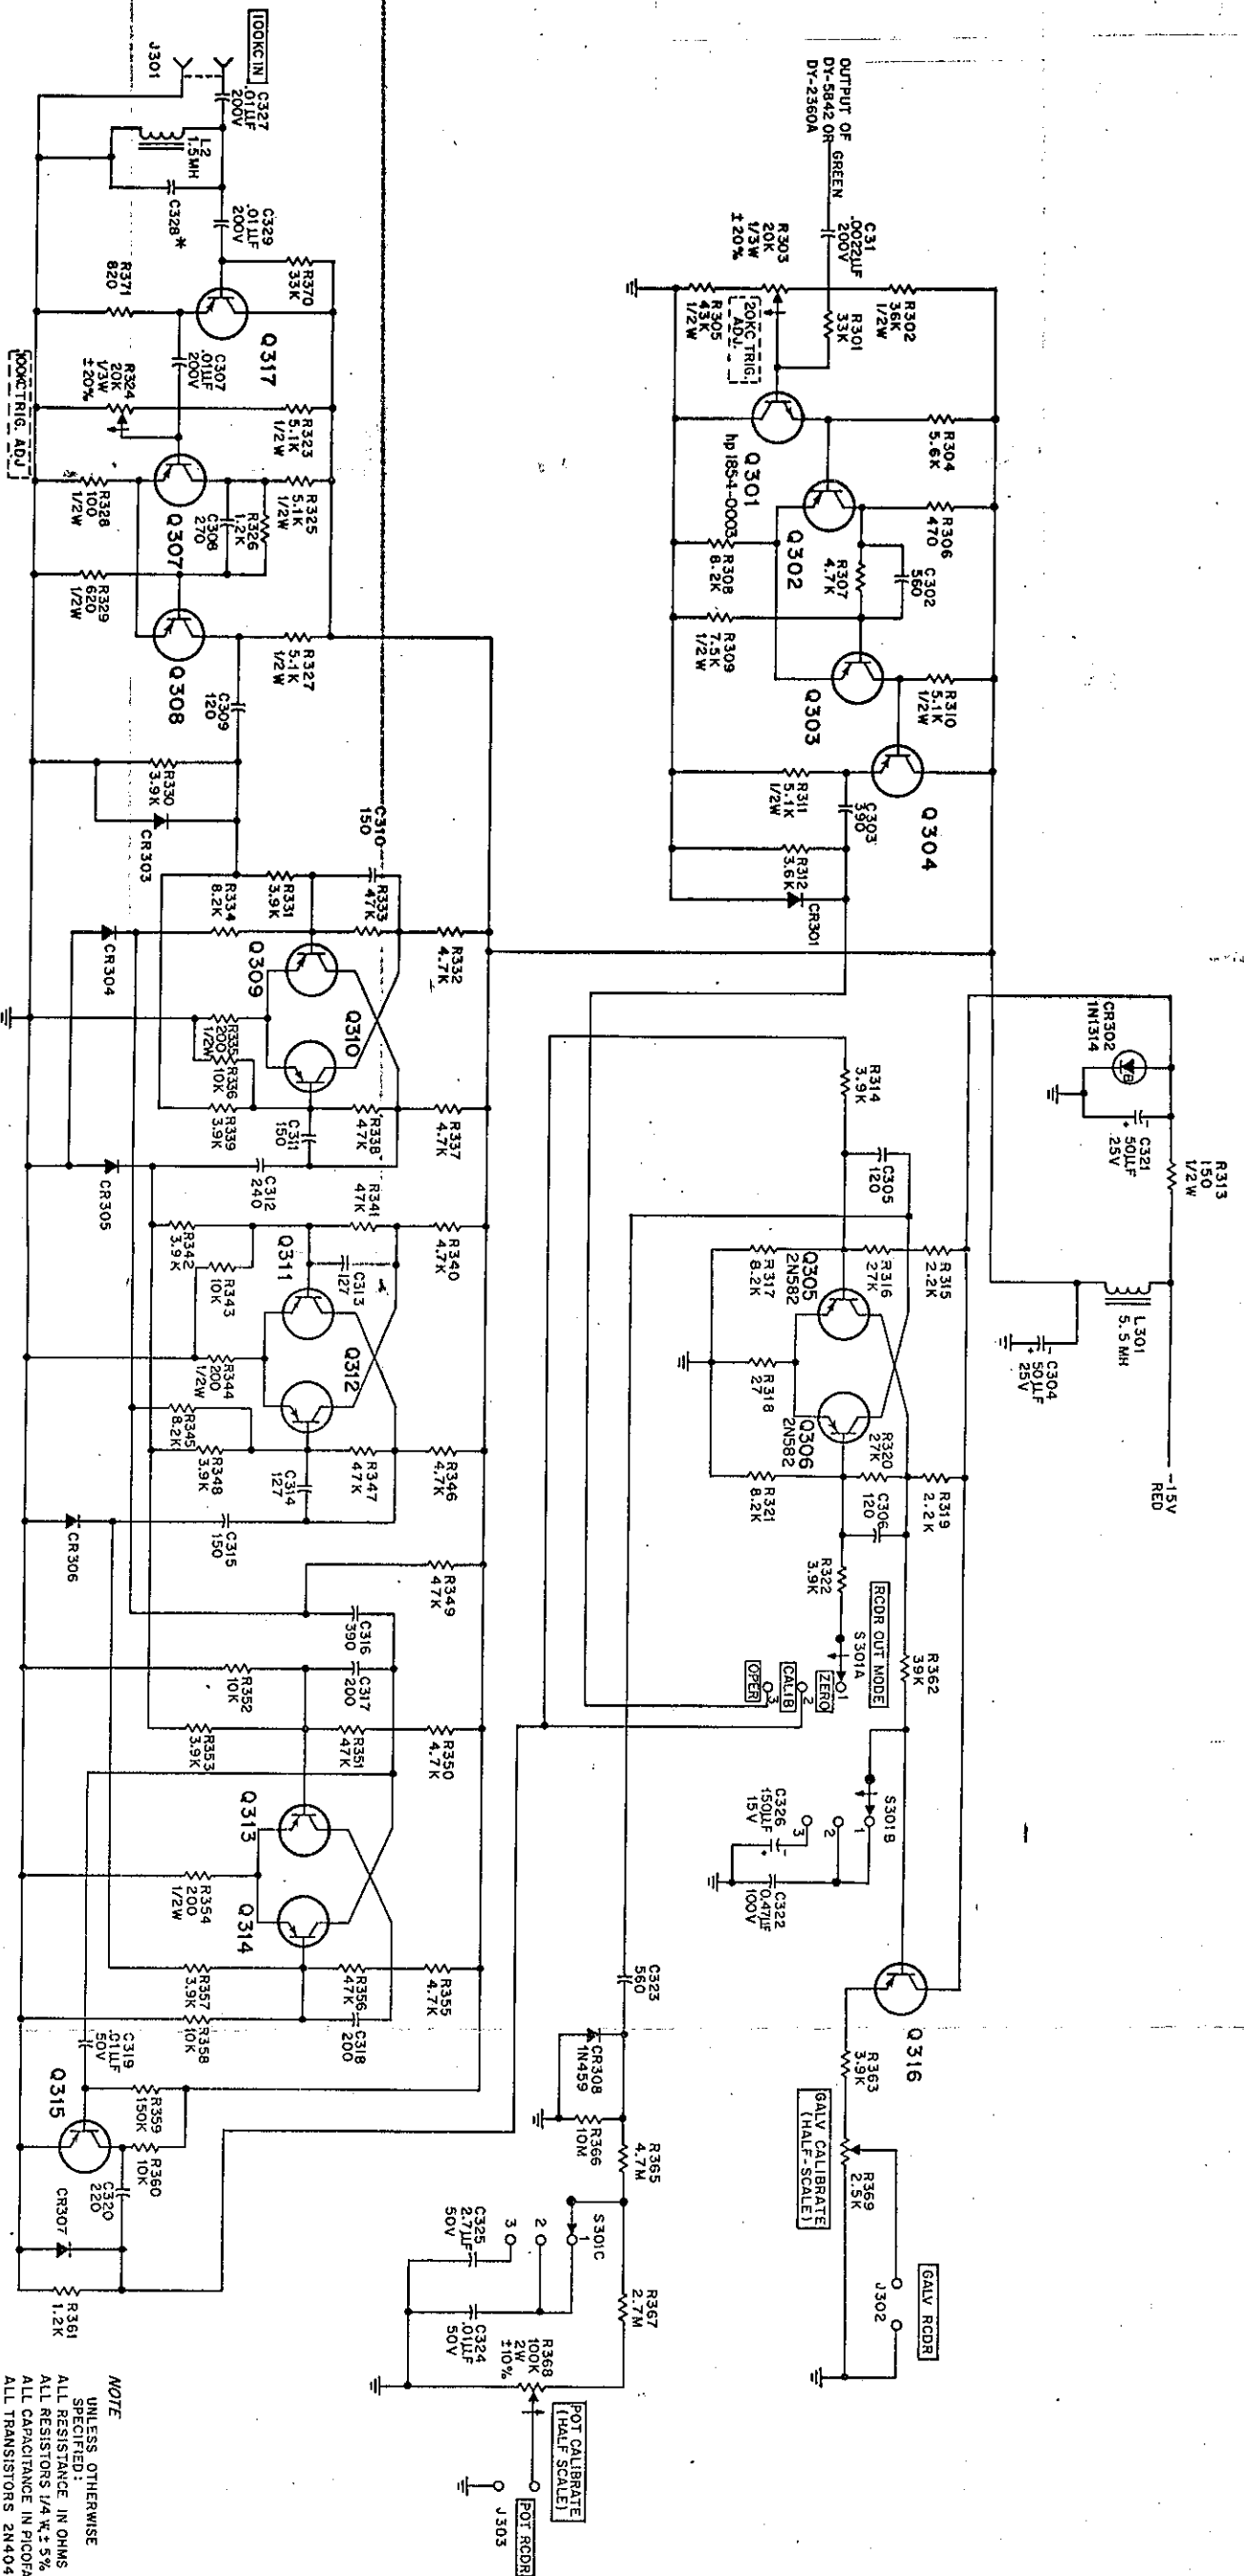 OUTPUT OF
DY-5842 OR
DY-2360A
GREEN
C31
.0022µF
200V
R301
33K
R302
36K
1/2W
R303
20K
1/3W
±20%
20KC TRIG.
ADJ.
R305
43K
1/2W
Q301
hp 1854-0003
R304
5.6K
R306
470
C302
560
R307
4.7K
Q302
R308
8.2K
R309
7.5K
1/2W
Q303
R310
5.1K
1/2W
Q304
R311
5.1K
1/2W
C303
390
R312
3.6K
CR301
CR302
1N1314
B
C321
50µF
25V
R313
150
1/2W
-15V
RED
L301
5.5 MH
C304
50µF
25V
R314
3.9K
C305
120
R315
2.2K
R316
27K
Q305
2N582
R317
8.2K
R318
27
Q306
2N582
R320
27K
R319
2.2K
R321
8.2K
C306
120
R322
3.9K
RCDR OUT MODE
S301A
ZERO
CALIB
OPER
1
2
3
R362
39K
S301B
1
2
3
C326
150µF
15V
C322
0.47µF
100V
Q316
R363
3.9K
R369
2.5K
GALV CALIBRATE
(HALF-SCALE)
GALV RCDR
J302
C323
560
CR308
1N459
R366
10M
R365
4.7M
S301C
1
2
3
C325
2.7µF
50V
C324
.01µF
50V
R367
2.7M
R368
100K
2W
±10%
POT CALIBRATE
(HALF SCALE)
POT RCDR
J303
100KC IN
J301
C327
.01µF
200V
L2
1.5MH
C328*
C329
.01µF
200V
R370
33K
R371
820
Q317
C307
.01µF
200V
R324
20K
1/3W
±20%
100KC TRIG. ADJ
R323
5.1K
1/2W
Q307
R325
5.1K
1/2W
R326
1.2K
C308
270
R328
100
1/2W
R329
620
1/2W
Q308
R327
5.1K
1/2W
C309
120
R330
3.9K
CR303
C310
150
R331
3.9K
R333
47K
R332
4.7K
R334
8.2K
CR304
Q309
Q310
R335
200
1/2W
R336
10K
R339
3.9K
C311
150
R338
47K
R337
4.7K
CR305
C312
240
R341
47K
R340
4.7K
R342
3.9K
R343
10K
Q311
C313
127
Q312
R344
200
1/2W
R345
8.2K
R348
3.9K
C314
127
R347
47K
R346
4.7K
CR306
C315
150
R349
47K
C316
390
C317
200
R352
10K
R353
3.9K
R351
47K
R350
4.7K
Q313
Q314
R354
200
1/2W
R357
3.9K
R356
47K
R355
4.7K
R358
10K
C318
200
C319
.01µF
50V
R359
150K
Q315
R360
10K
C320
220
CR307
R361
1.2K
NOTE
UNLESS OTHERWISE
SPECIFIED:
ALL RESISTANCE IN OHMS
ALL RESISTORS 1/4 W, ± 5%
ALL CAPACITANCE IN PICOFA
ALL TRANSISTORS 2N404